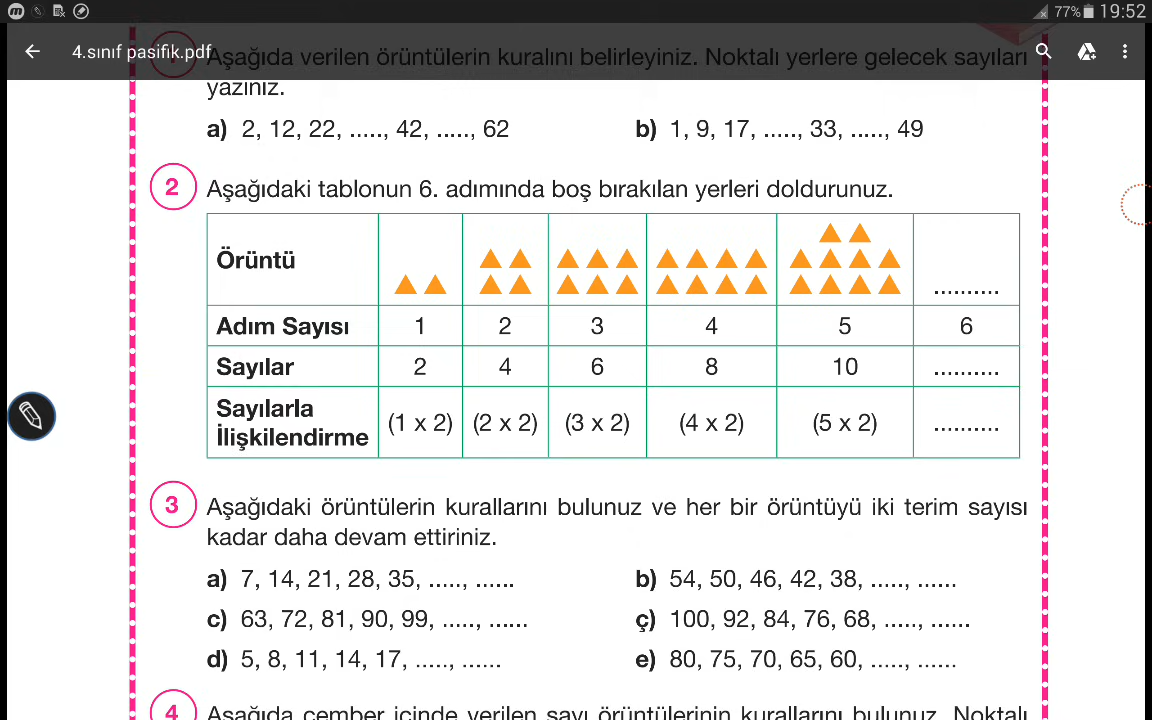 77% 19:52
4.sınıf pasifik.pdf
1 Aşağıda verilen örüntülerin kuralını belirleyiniz. Noktalı yerlere gelecek sayıları
yazınız.
a) 2, 12, 22, ....., 42, ....., 62
b) 1, 9, 17, ....., 33, ....., 49
2 Aşağıdaki tablonun 6. adımında boş bırakılan yerleri doldurunuz.
Örüntü ..........
Adım Sayısı 1 2 3 4 5 6
Sayılar 2 4 6 8 10 ..........
Sayılarla
İlişkilendirme (1 x 2) (2 x 2) (3 x 2) (4 x 2) (5 x 2) ..........
3 Aşağıdaki örüntülerin kurallarını bulunuz ve her bir örüntüyü iki terim sayısı
kadar daha devam ettiriniz.
a) 7, 14, 21, 28, 35, ....., ......
b) 54, 50, 46, 42, 38, ....., ......
c) 63, 72, 81, 90, 99, ....., ......
ç) 100, 92, 84, 76, 68, ....., ......
d) 5, 8, 11, 14, 17, ....., ......
e) 80, 75, 70, 65, 60, ....., ......
4 Aşağıda çember içinde verilen sayı örüntülerinin kurallarını bulunuz. Noktalı